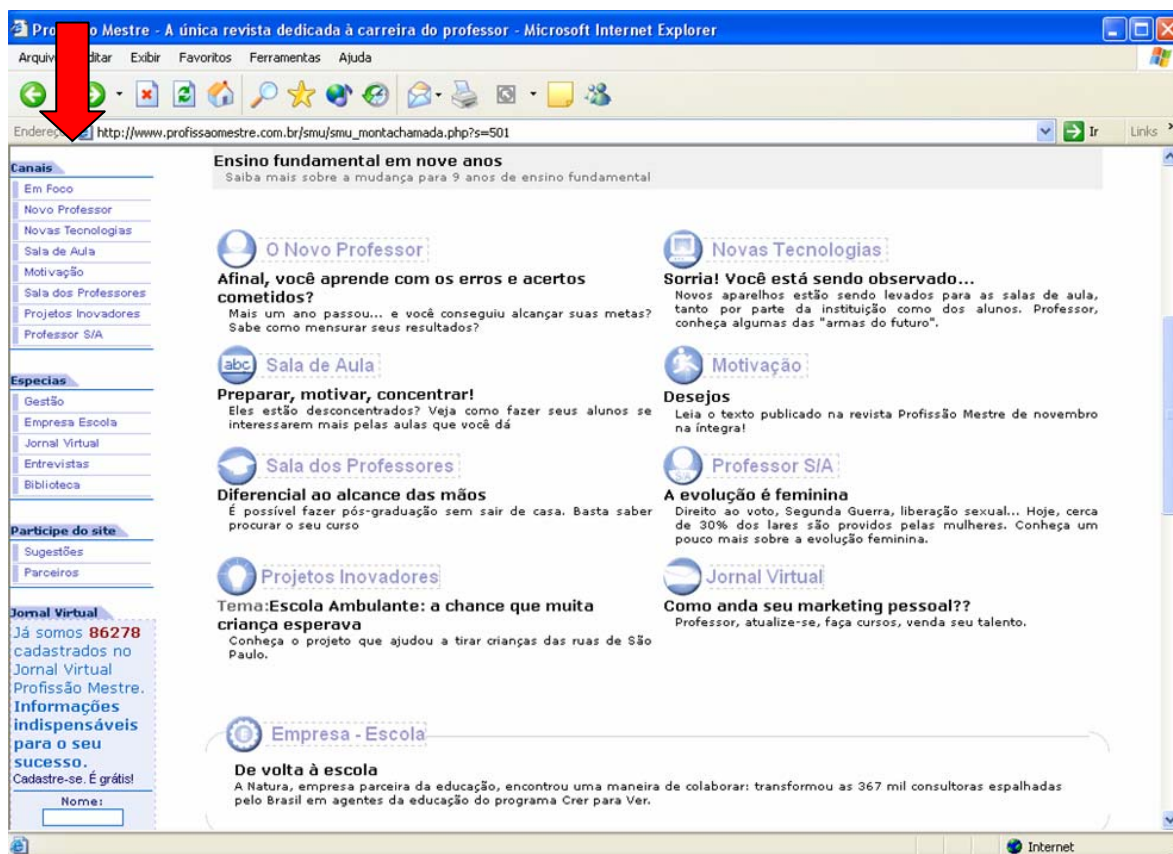 Mestre - A única revista dedicada à carreira do professor - Microsoft Internet Explorer
Exibir Favoritos Ferramentas Ajuda
http://www.profissaomestre.com.br/smu/smu_montachamada.php?s=501
Ir
Links
Canais
Em Foco
Novo Professor
Novas Tecnologias
Sala de Aula
Motivação
Sala dos Professores
Projetos Inovadores
Professor S/A
Especias
Gestão
Empresa Escola
Jornal Virtual
Entrevistas
Biblioteca
Participe do site
Sugestões
Parceiros
Jornal Virtual
Já somos 86278
cadastrados no
Jornal Virtual
Profissão Mestre.
Informações
indispensáveis
para o seu
sucesso.
Cadastre-se. É grátis!
Nome:
Ensino fundamental em nove anos
Saiba mais sobre a mudança para 9 anos de ensino fundamental
O Novo Professor
Afinal, você aprende com os erros e acertos
cometidos?
Mais um ano passou... e você conseguiu alcançar suas metas?
Sabe como mensurar seus resultados?
Novas Tecnologias
Sorria! Você está sendo observado...
Novos aparelhos estão sendo levados para as salas de aula,
tanto por parte da instituição como dos alunos. Professor,
conheça algumas das "armas do futuro".
abc Sala de Aula
Preparar, motivar, concentrar!
Eles estão desconcentrados? Veja como fazer seus alunos se
interessarem mais pelas aulas que você dá
Motivação
Desejos
Leia o texto publicado na revista Profissão Mestre de novembro
na íntegra!
Sala dos Professores
Diferencial ao alcance das mãos
É possível fazer pós-graduação sem sair de casa. Basta saber
procurar o seu curso
Professor S/A
A evolução é feminina
Direito ao voto, Segunda Guerra, liberação sexual... Hoje, cerca
de 30% dos lares são providos pelas mulheres. Conheça um
pouco mais sobre a evolução feminina.
Projetos Inovadores
Tema:Escola Ambulante: a chance que muita
criança esperava
Conheça o projeto que ajudou a tirar crianças das ruas de São
Paulo.
Jornal Virtual
Como anda seu marketing pessoal??
Professor, atualize-se, faça cursos, venda seu talento.
Empresa - Escola
De volta à escola
A Natura, empresa parceira da educação, encontrou uma maneira de colaborar: transformou as 367 mil consultoras espalhadas
pelo Brasil em agentes da educação do programa Crer para Ver.
Internet